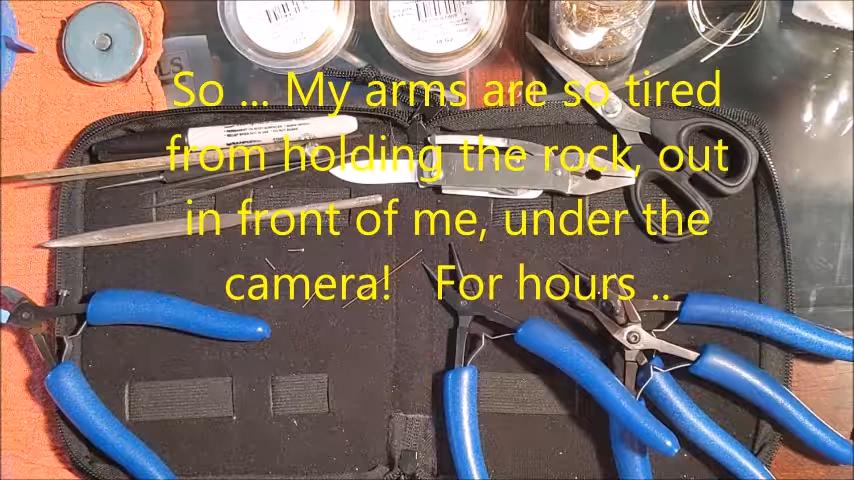 So ... My arms are so tired
from holding the rock, out
in front of me, under the
camera!   For hours ..